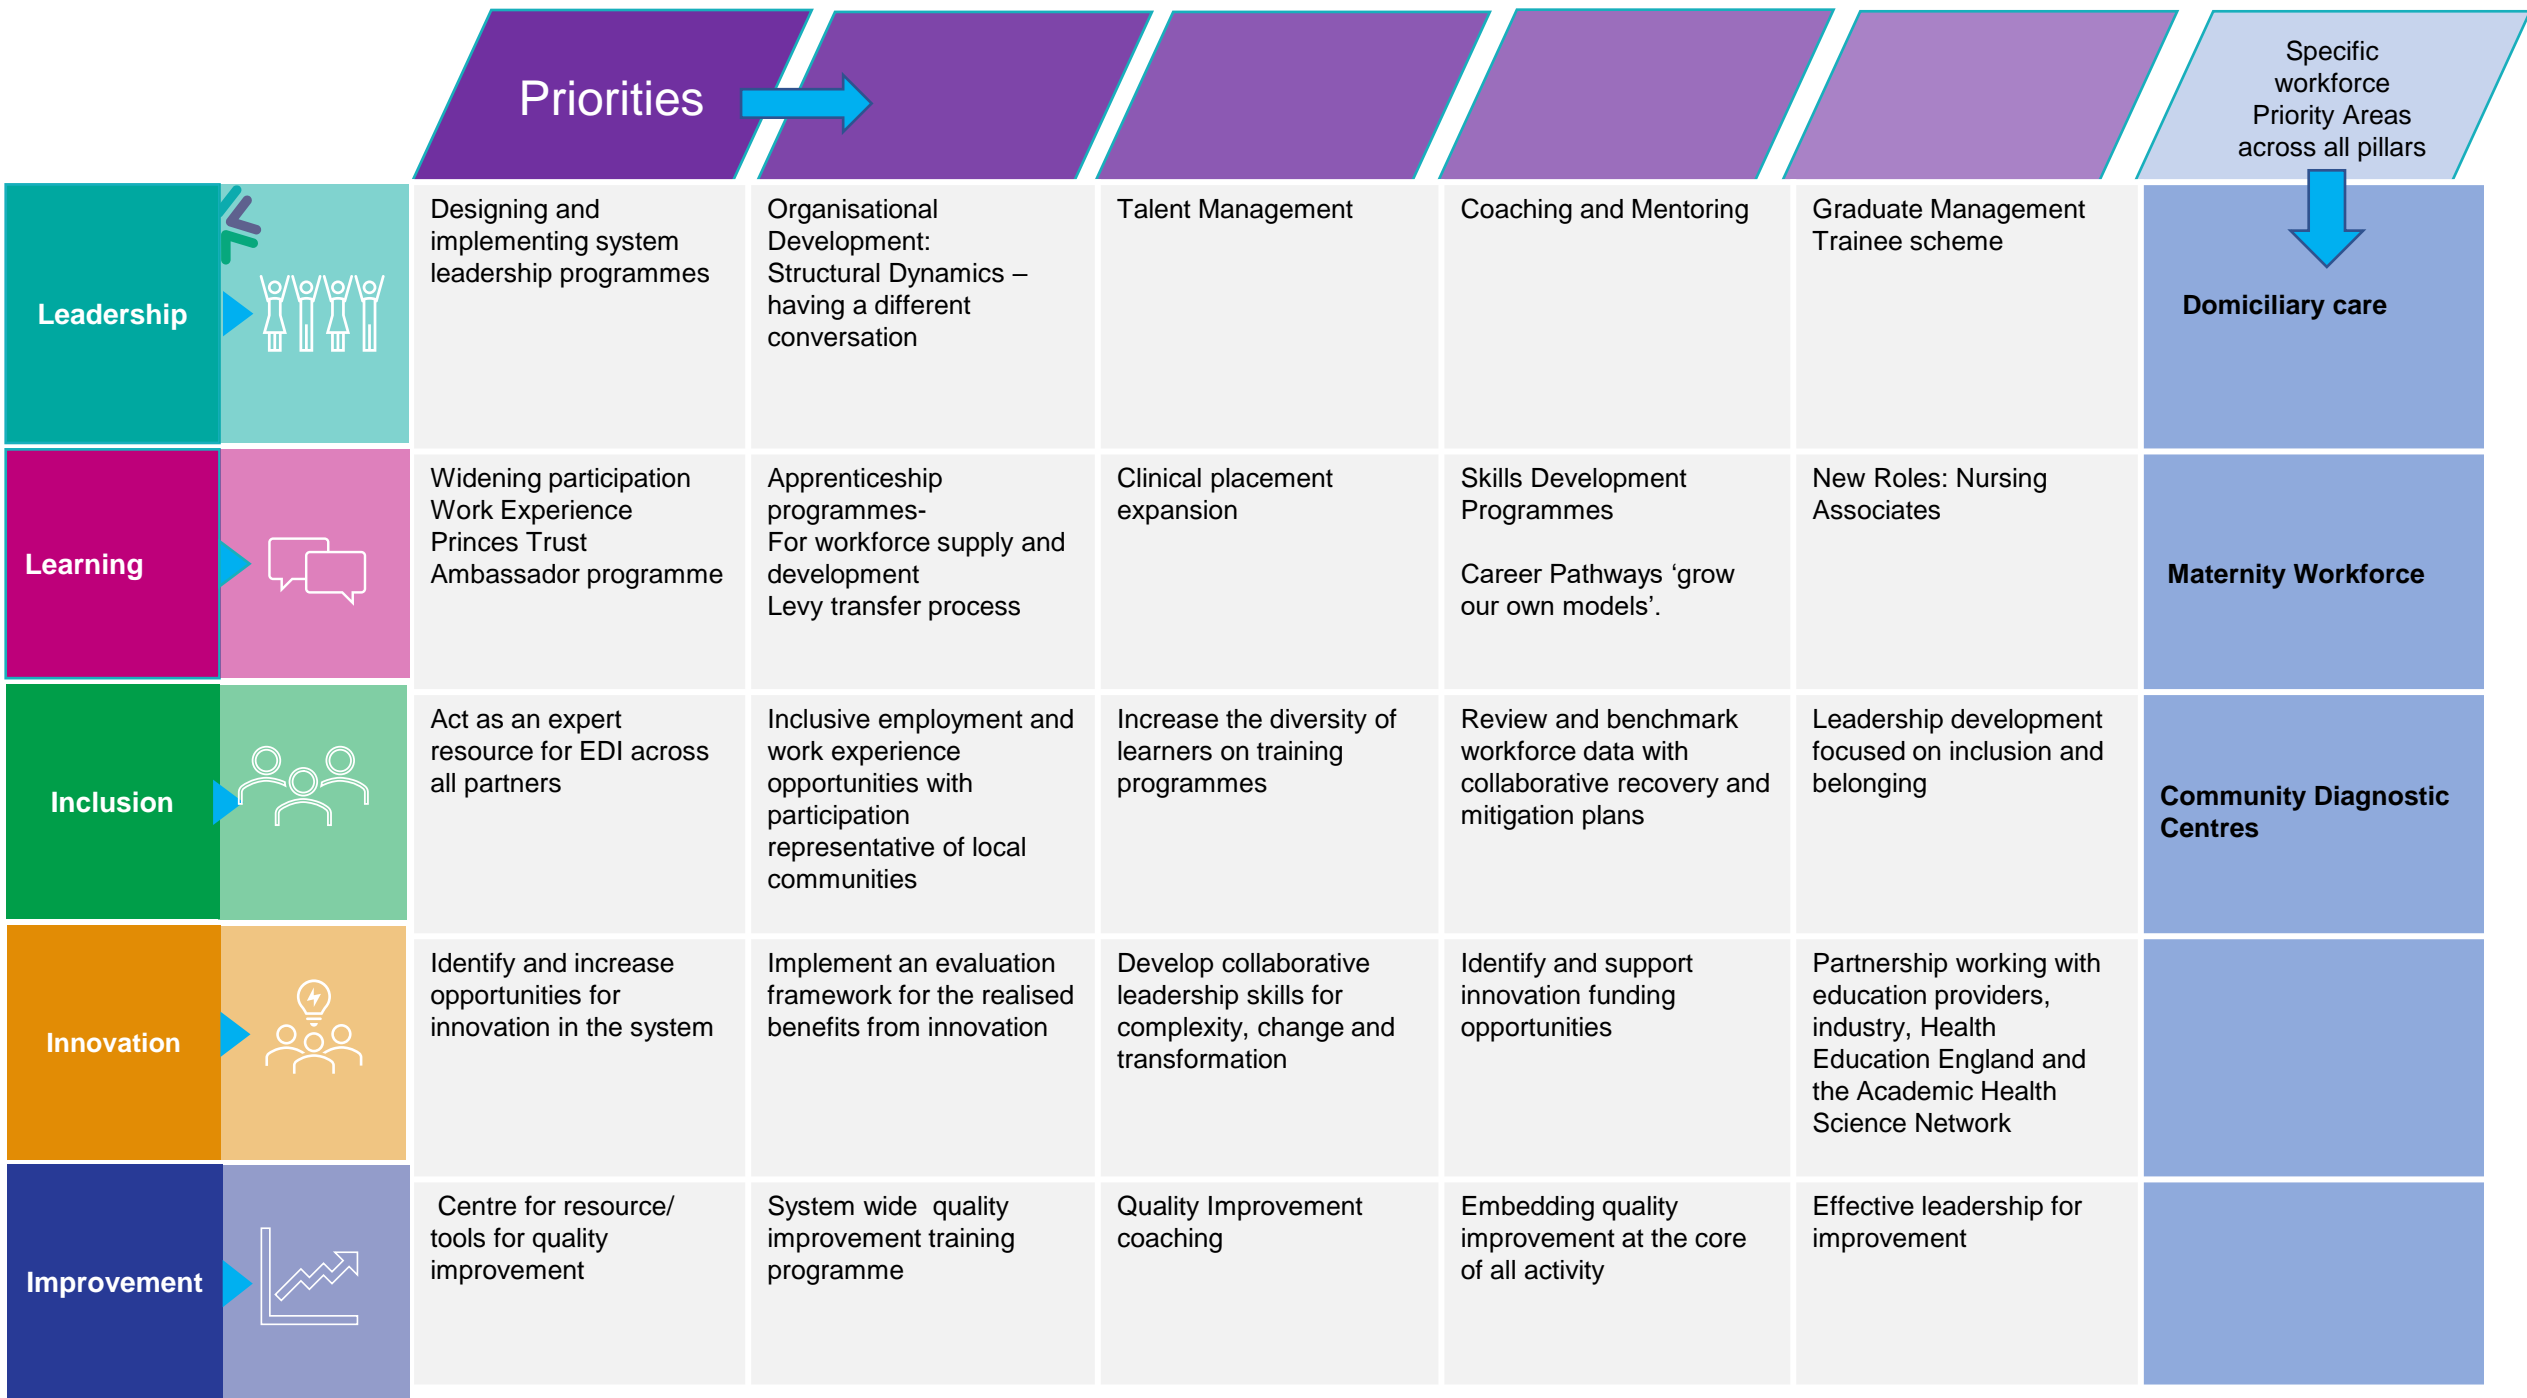 Priorities
Specific
workforce
Priority Areas
across all pillars
Leadership
Designing and
implementing system
leadership programmes
Organisational
Development:
Structural Dynamics –
having a different
conversation
Talent Management
Coaching and Mentoring
Graduate Management
Trainee scheme
Domiciliary care
Learning
Widening participation
Work Experience
Princes Trust
Ambassador programme
Apprenticeship
programmes-
For workforce supply and
development
Levy transfer process
Clinical placement
expansion
Skills Development
Programmes
Career Pathways ‘grow
our own models’.
New Roles: Nursing
Associates
Maternity Workforce
Inclusion
Act as an expert
resource for EDI across
all partners
Inclusive employment and
work experience
opportunities with
participation
representative of local
communities
Increase the diversity of
learners on training
programmes
Review and benchmark
workforce data with
collaborative recovery and
mitigation plans
Leadership development
focused on inclusion and
belonging
Community Diagnostic
Centres
Innovation
Identify and increase
opportunities for
innovation in the system
Implement an evaluation
framework for the realised
benefits from innovation
Develop collaborative
leadership skills for
complexity, change and
transformation
Identify and support
innovation funding
opportunities
Partnership working with
education providers,
industry, Health
Education England and
the Academic Health
Science Network
Improvement
Centre for resource/
tools for quality
improvement
System wide  quality
improvement training
programme
Quality Improvement
coaching
Embedding quality
improvement at the core
of all activity
Effective leadership for
improvement